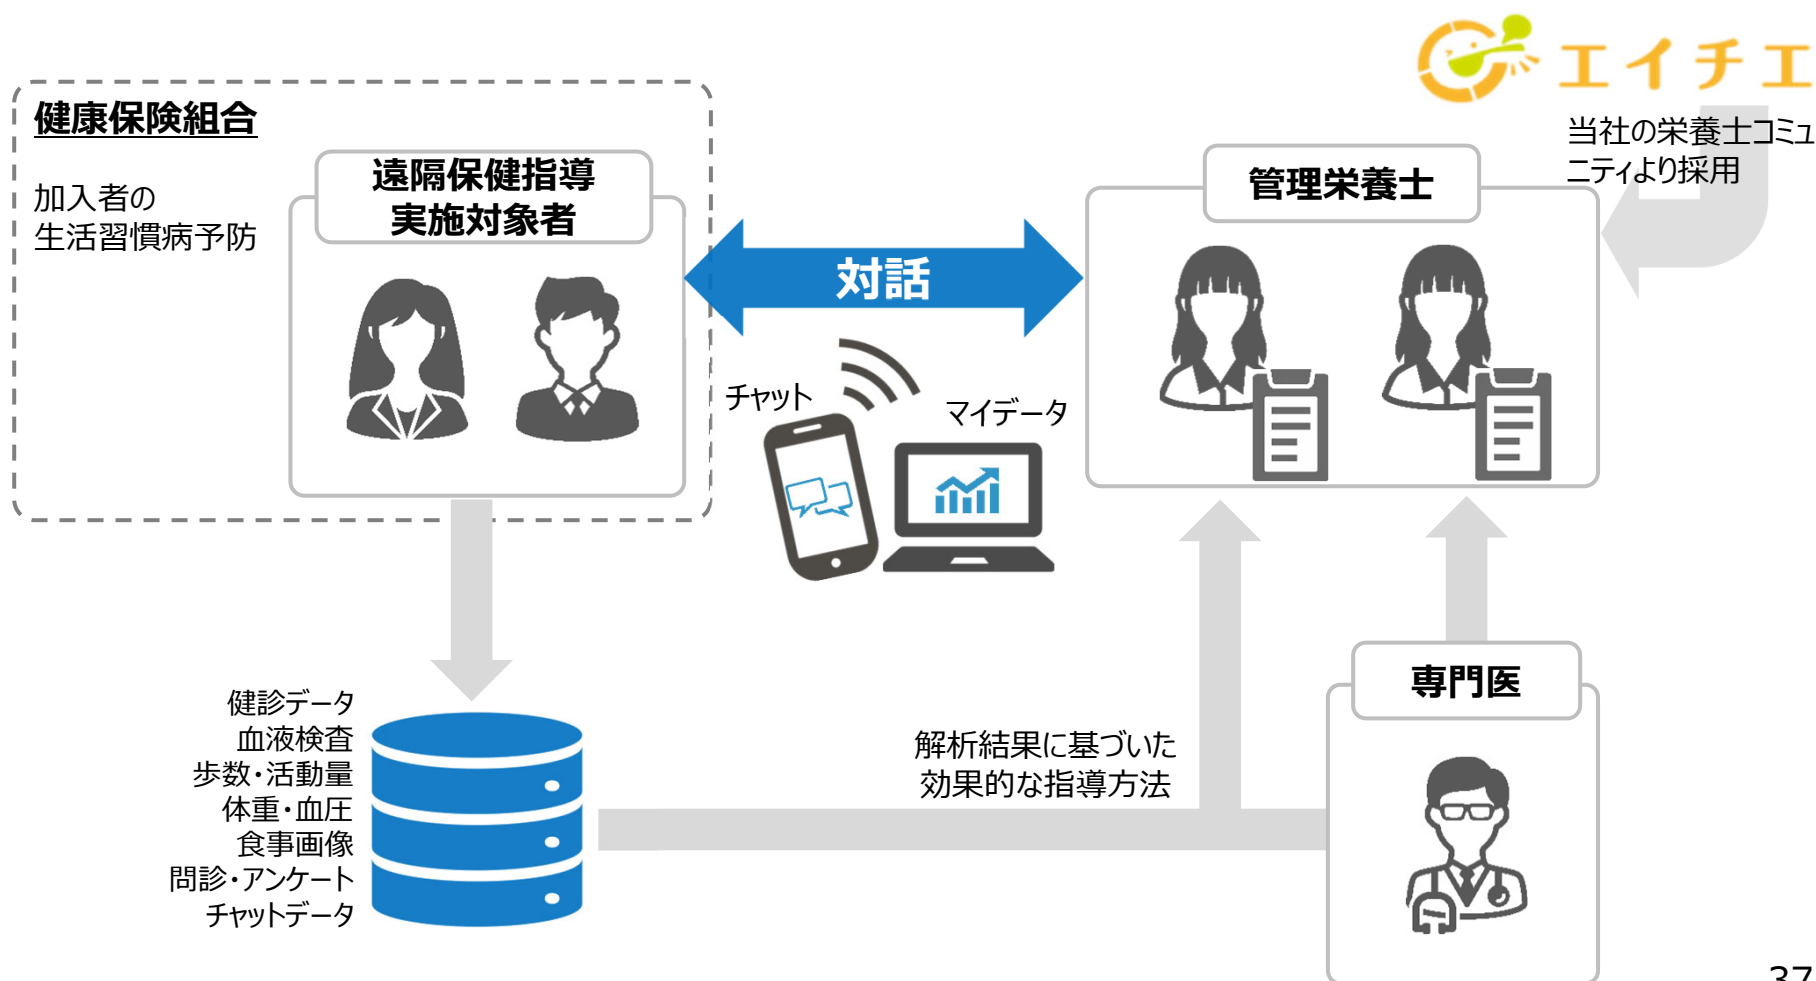 エイチエ
健康保険組合
加入者の
生活習慣病予防
遠隔保健指導
実施対象者
対話
チャット
マイデータ
管理栄養士
当社の栄養士コミュ
ニティより採用
健診データ
血液検査
歩数・活動量
体重・血圧
食事画像
問診・アンケート
チャットデータ
解析結果に基づいた
効果的な指導方法
専門医
37